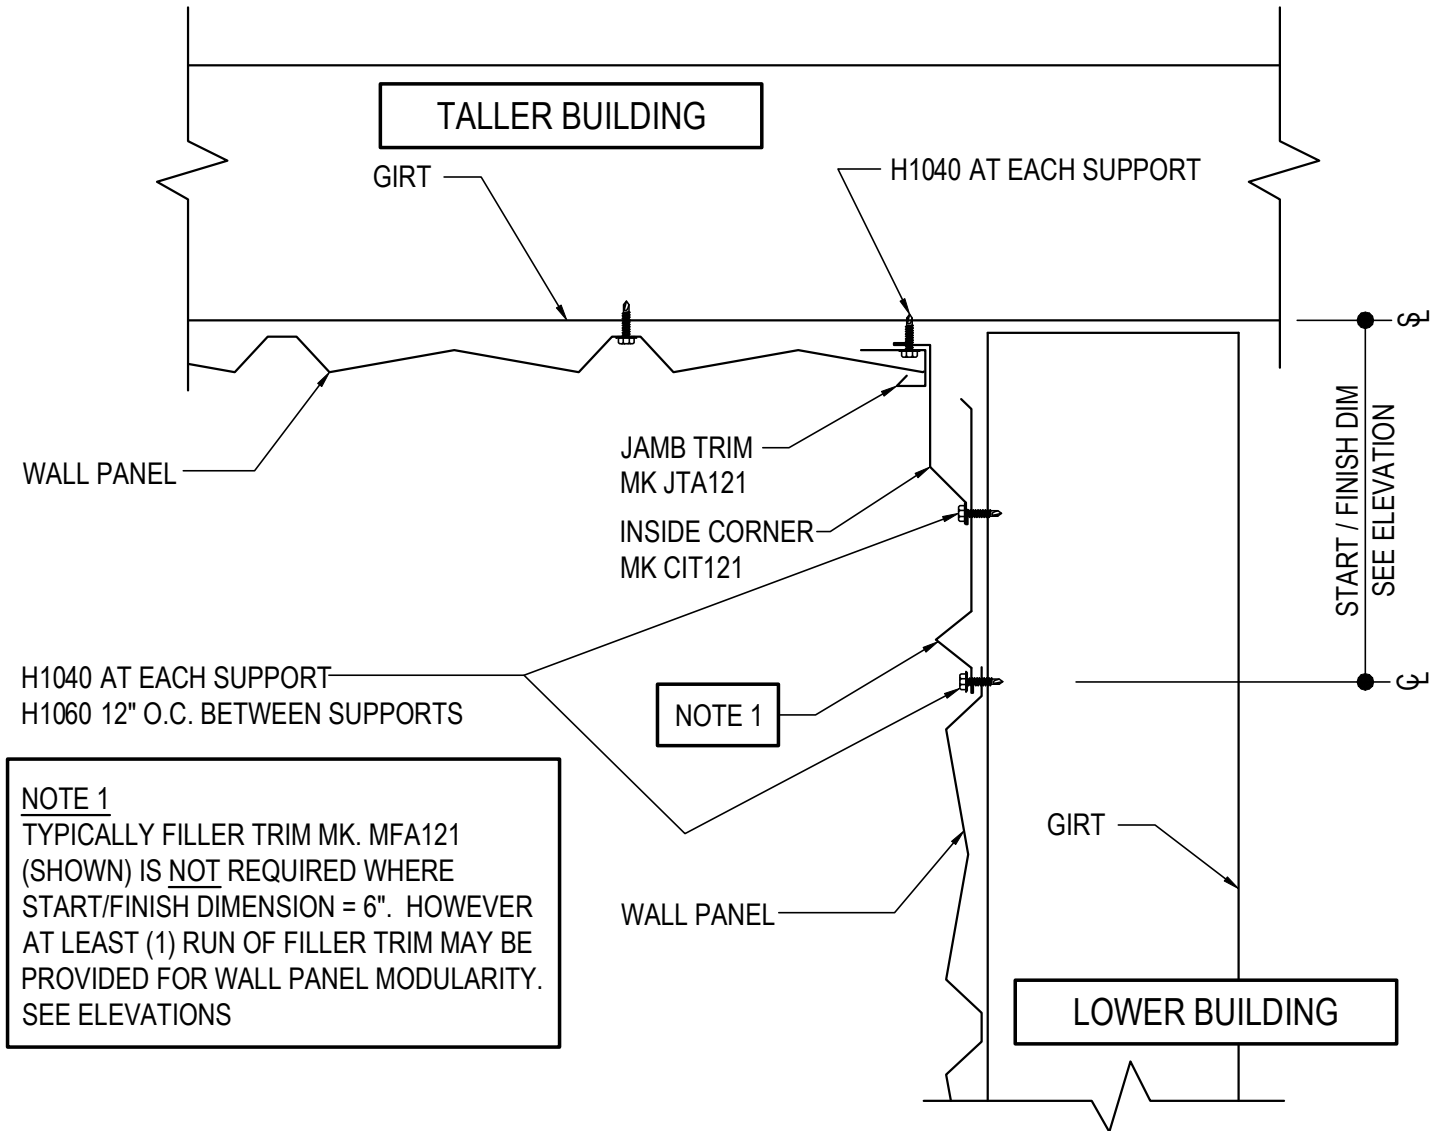 TALLER BUILDING
GIRT
H1040 AT EACH SUPPORT
SL
START / FINISH DIM
SEE ELEVATION
CL
WALL PANEL
JAMB TRIM
MK JTA121
INSIDE CORNER
MK CIT121
H1040 AT EACH SUPPORT
H1060 12" O.C. BETWEEN SUPPORTS
NOTE 1
NOTE 1
TYPICALLY FILLER TRIM MK. MFA121
(SHOWN) IS NOT REQUIRED WHERE
START/FINISH DIMENSION = 6". HOWEVER
AT LEAST (1) RUN OF FILLER TRIM MAY BE
PROVIDED FOR WALL PANEL MODULARITY.
SEE ELEVATIONS
GIRT
WALL PANEL
LOWER BUILDING